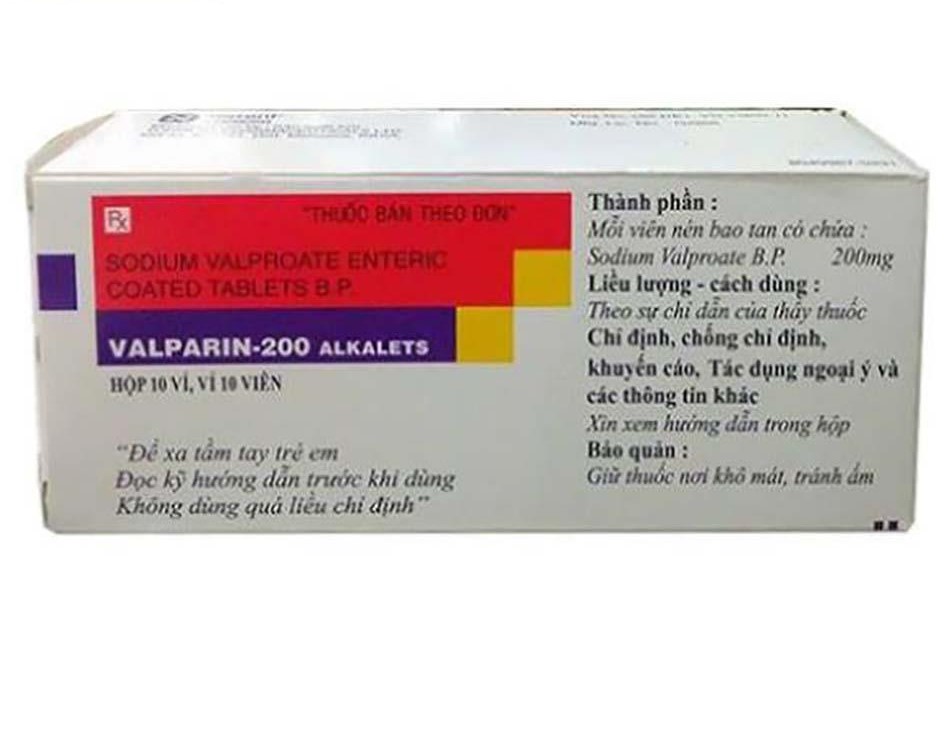 Rx
"THUỐC BÁN THEO ĐƠN"
SODIUM VALPROATE ENTERIC
COATED TABLETS B.P.
VALPARIN-200 ALKALETS
HỘP 10 VỈ, VỈ 10 VIÊN
"Để xa tầm tay trẻ em
Đọc kỹ hướng dẫn trước khi dùng
Không dùng quá liều chỉ định"
Thành phần :
Mỗi viên nén bao tan có chứa :
Sodium Valproate B.P. 200mg
Liều lượng - cách dùng :
Theo sự chỉ dẫn của thầy thuốc
Chỉ định, chống chỉ định,
khuyến cáo, Tác dụng ngoại ý và
các thông tin khác
Xin xem hướng dẫn trong hộp
Bảo quản :
Giữ thuốc nơi khô mát, tránh ẩm